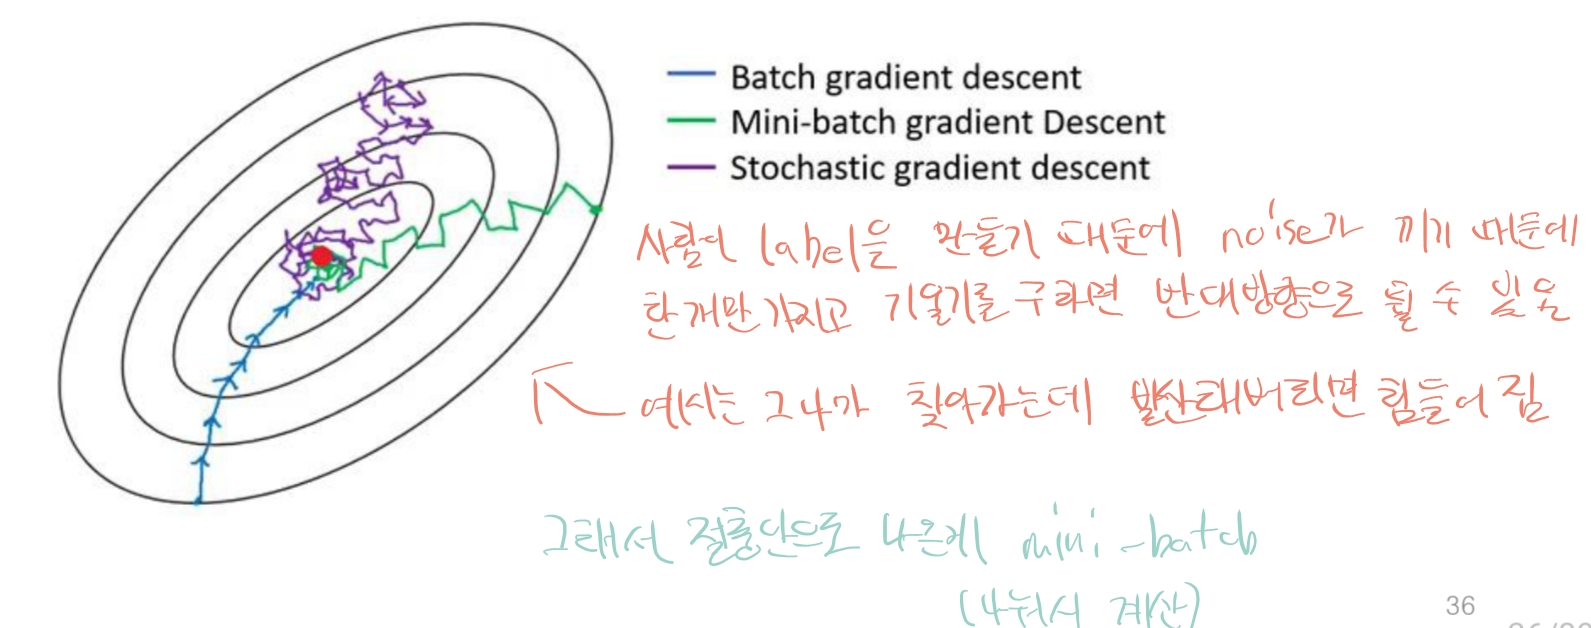 Batch gradient descent
Mini-batch gradient Descent
Stochastic gradient descent
사람이 label을 만들기 때문에 noise가 끼기 때문에
한개만 가지고 기울기를 구하면 반대방향으로 될 수 있음
예시는 그나마 찾아가는데 발산해버리면 힘들어짐
그래서 절충안으로 나온게 mini-batch
(나눠서 계산)
36